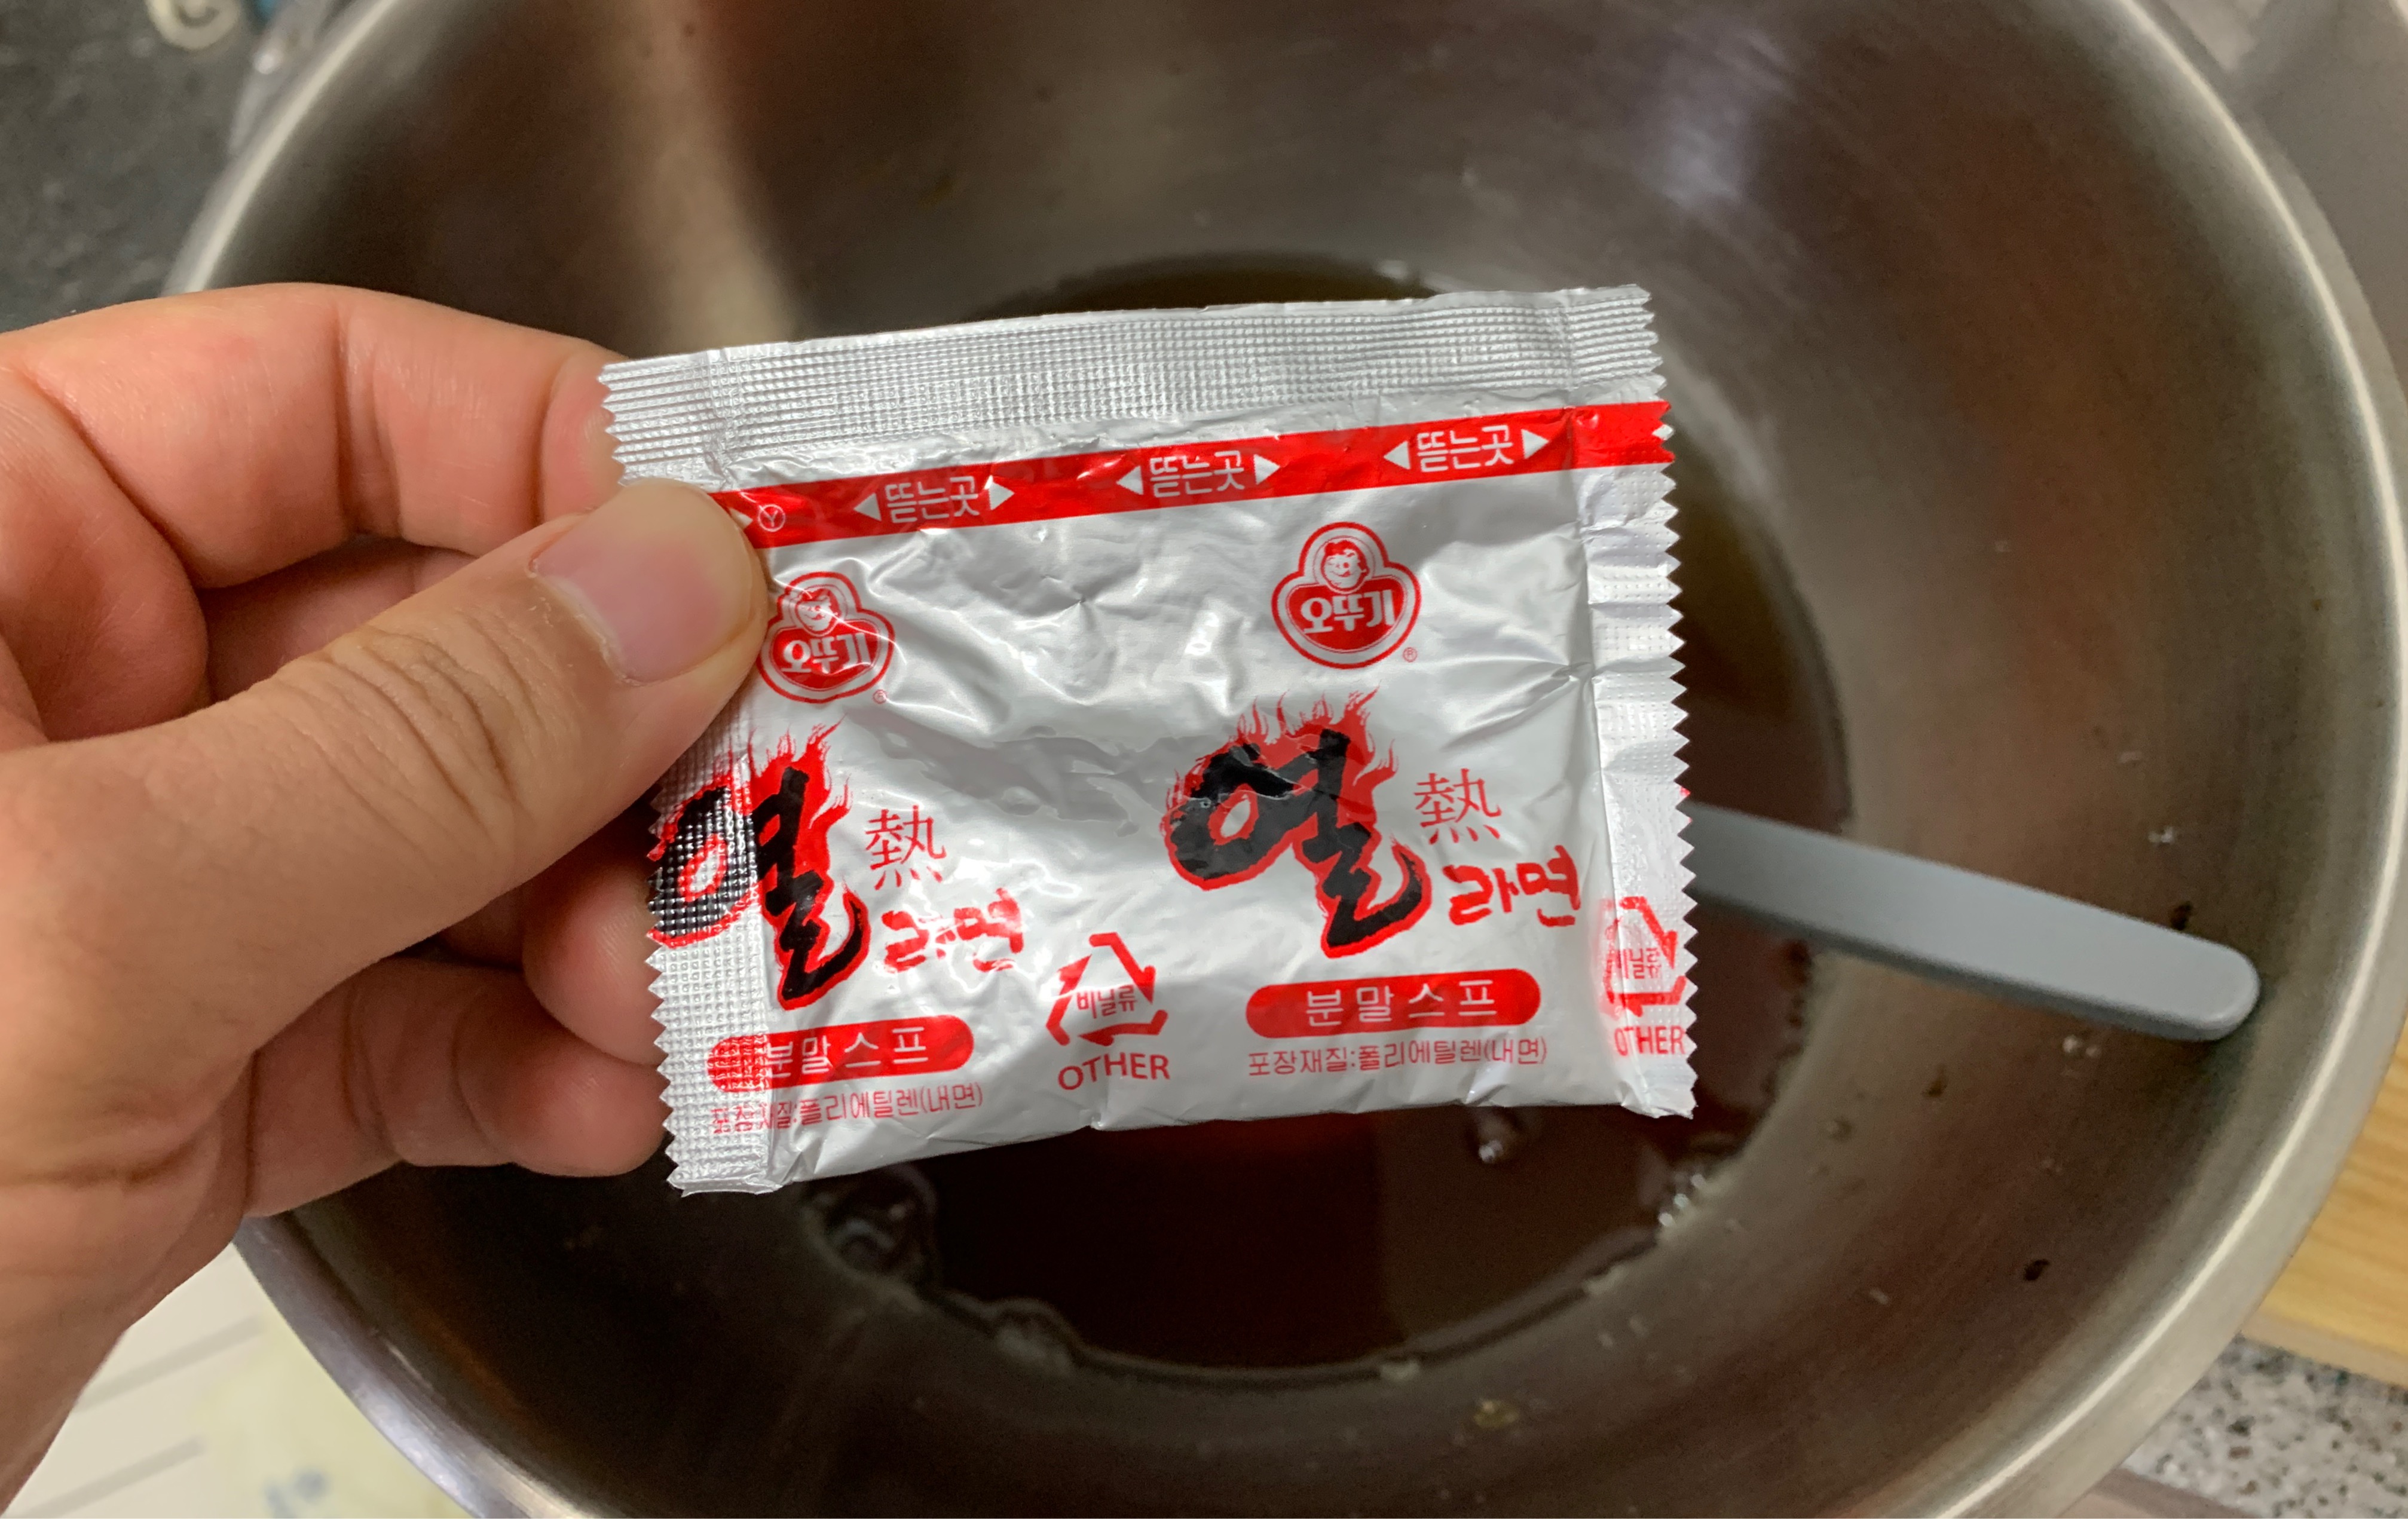 뜯는곳 뜯는곳 뜯는곳
오뚜기 ®
오뚜기 ®
열 熱 라면
열 熱 라면
비닐류
OTHER
비닐류
OTHER
분말스프
분말스프
포장재질:폴리에틸렌(내면)
포장재질:폴리에틸렌(내면)